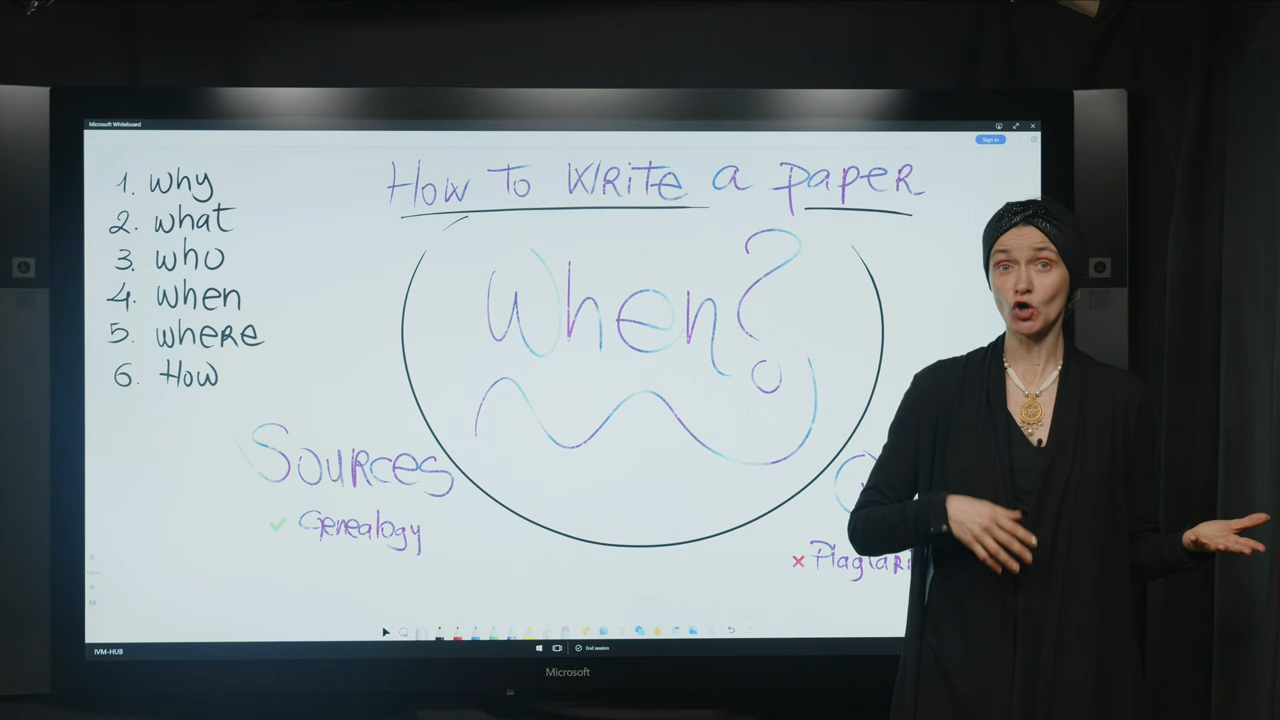 Microsoft Whiteboard
Sign in
How To Write a paper
1. why
2. what
3. who
4. when
5. where
6. How
When?
Sources
✓ Genealogy
× Plagiari
IVM-HUB
End session
Microsoft